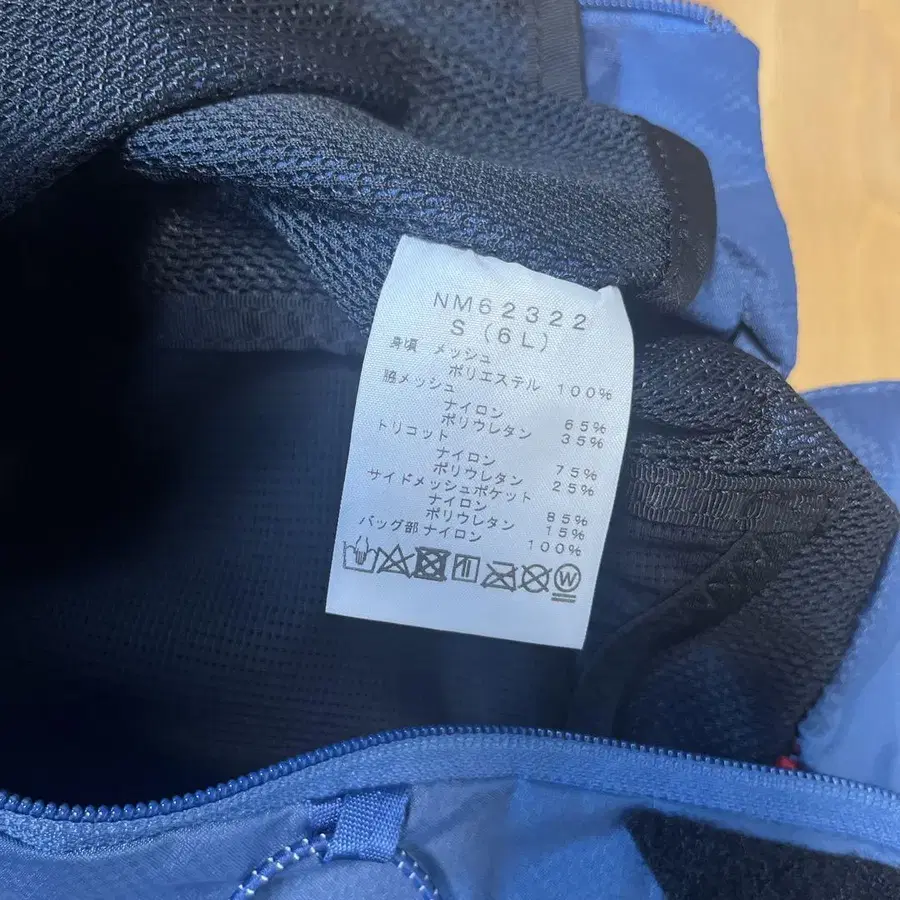 NM62322
S (6L)
身頃 メッシュ
ポリエステル 100%
脇メッシュ
ナイロン 65%
ポリウレタン 35%
トリコット
ナイロン 75%
ポリウレタン 25%
サイドメッシュポケット
ナイロン 85%
ポリウレタン 15%
バッグ部 ナイロン 100%
W